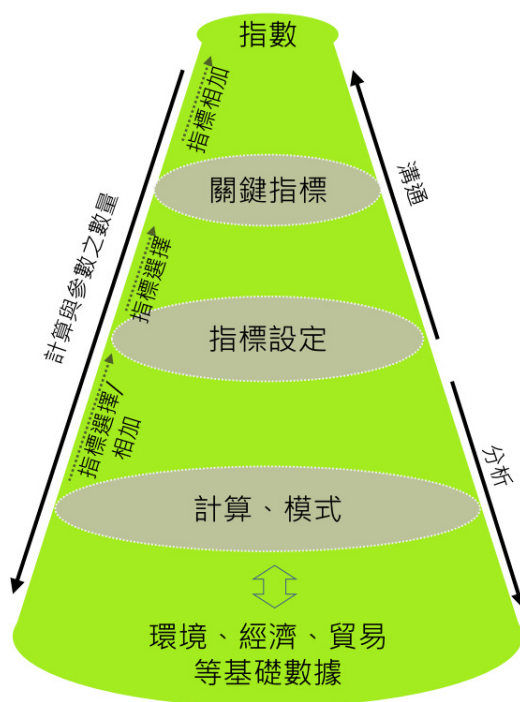 指數
指標相加
關鍵指標
溝通
計算與參數之數量
指標選擇
指標設定
指標選擇/
相加
分析
計算、模式
環境、經濟、貿易
等基礎數據